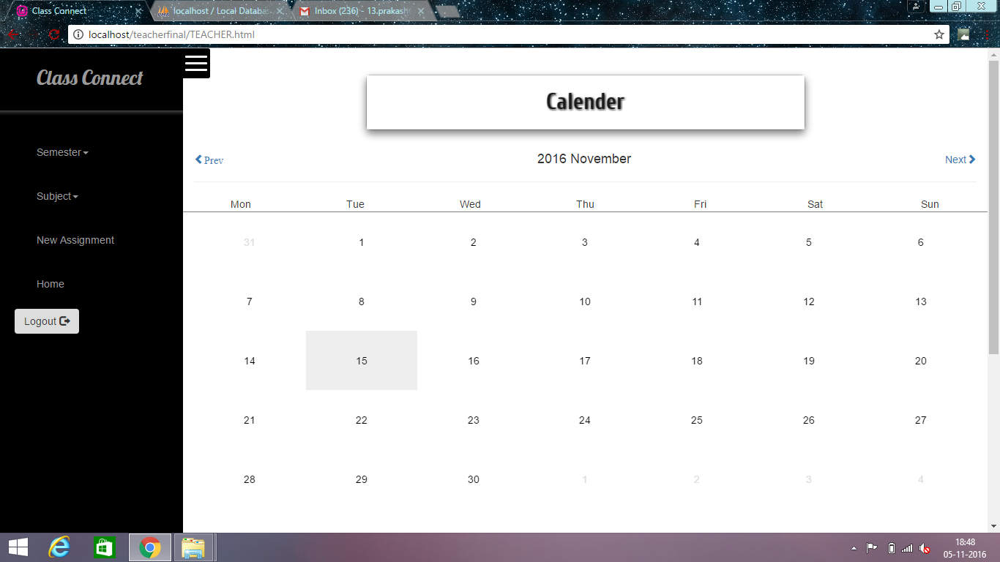 Class Connect
localhost / Local Databas
Inbox (236) - 13.prakash
localhost/teacherfinal/TEACHER.html
Class Connect
Calender
Prev
2016 November
Next
Mon Tue Wed Thu Fri Sat Sun
31 1 2 3 4 5 6
7 8 9 10 11 12 13
14 15 16 17 18 19 20
21 22 23 24 25 26 27
28 29 30 1 2 3 4
Semester
Subject
New Assignment
Home
Logout
18:48
05-11-2016